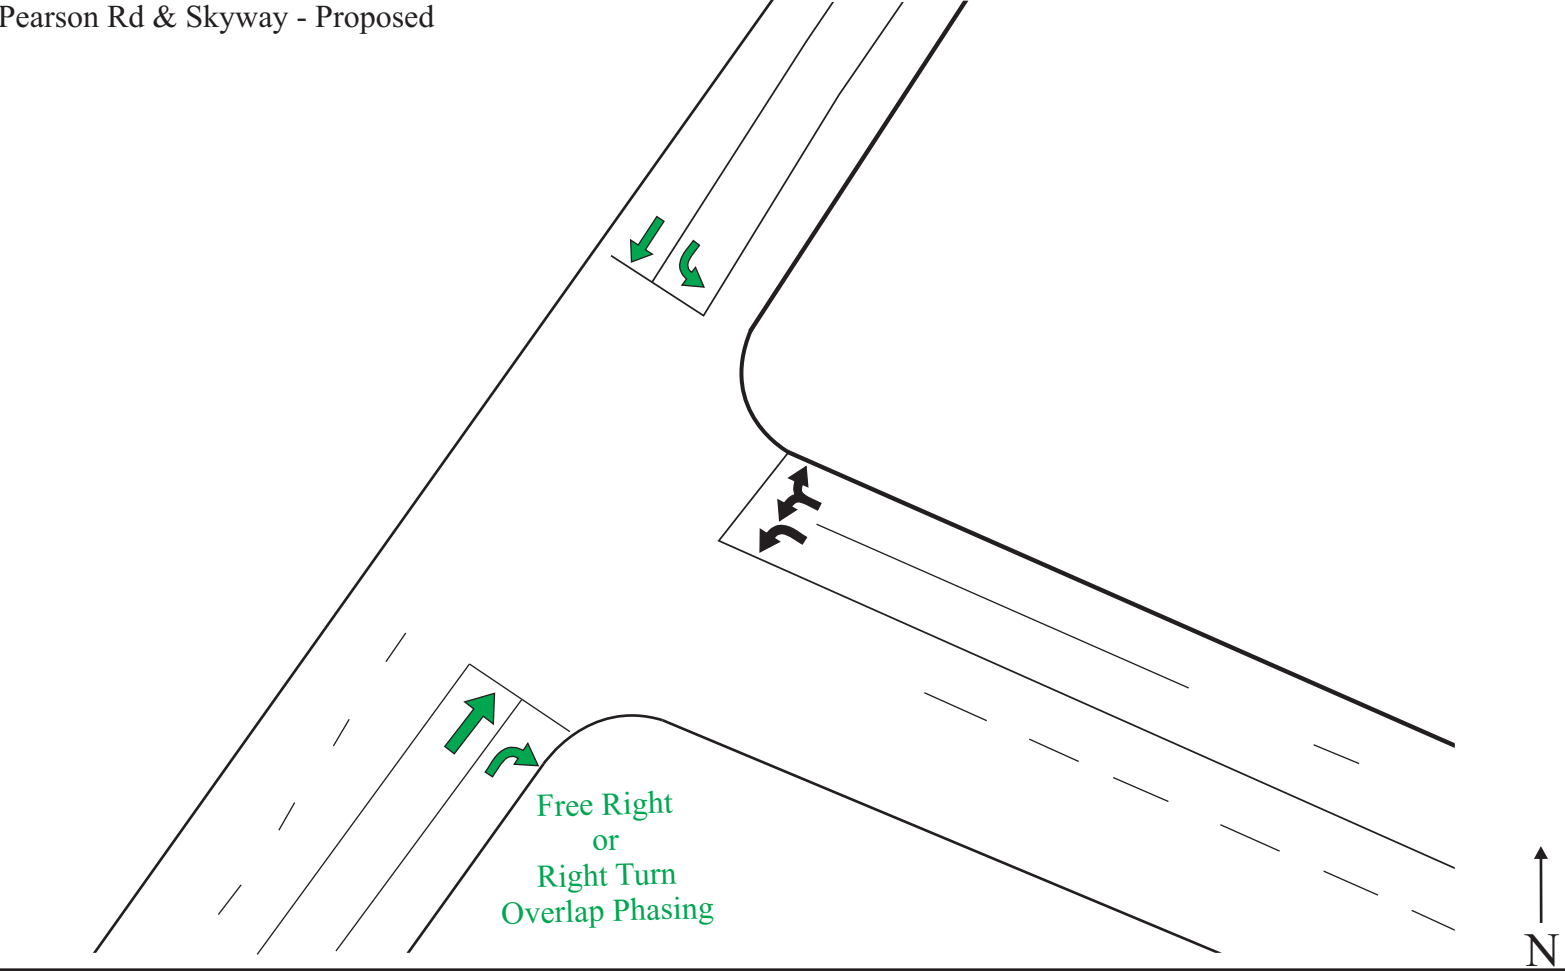 Pearson Rd & Skyway - Proposed
Free Right
or
Right Turn
Overlap Phasing
N